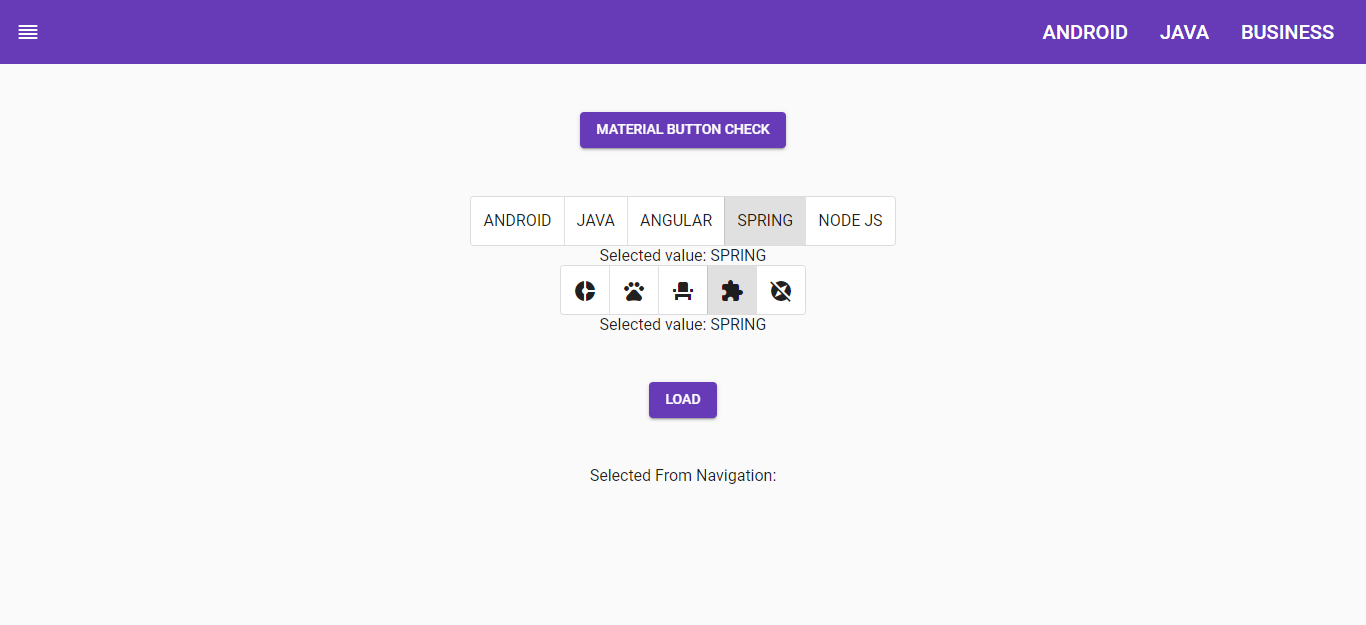 ANDROID JAVA BUSINESS
MATERIAL BUTTON CHECK
ANDROID JAVA ANGULAR SPRING NODE JS
Selected value: SPRING
Selected value: SPRING
LOAD
Selected From Navigation: